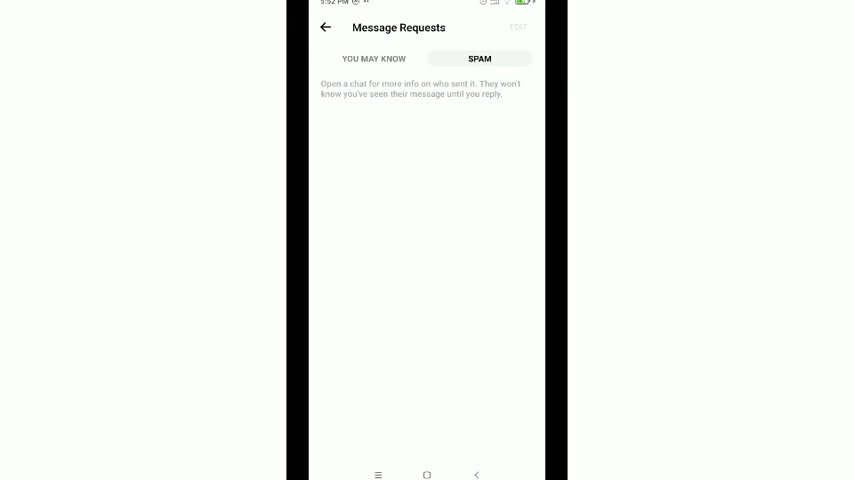 5:52 PM
Message Requests
EDIT
YOU MAY KNOW
SPAM
Open a chat for more info on who sent it. They won't
know you've seen their message until you reply.